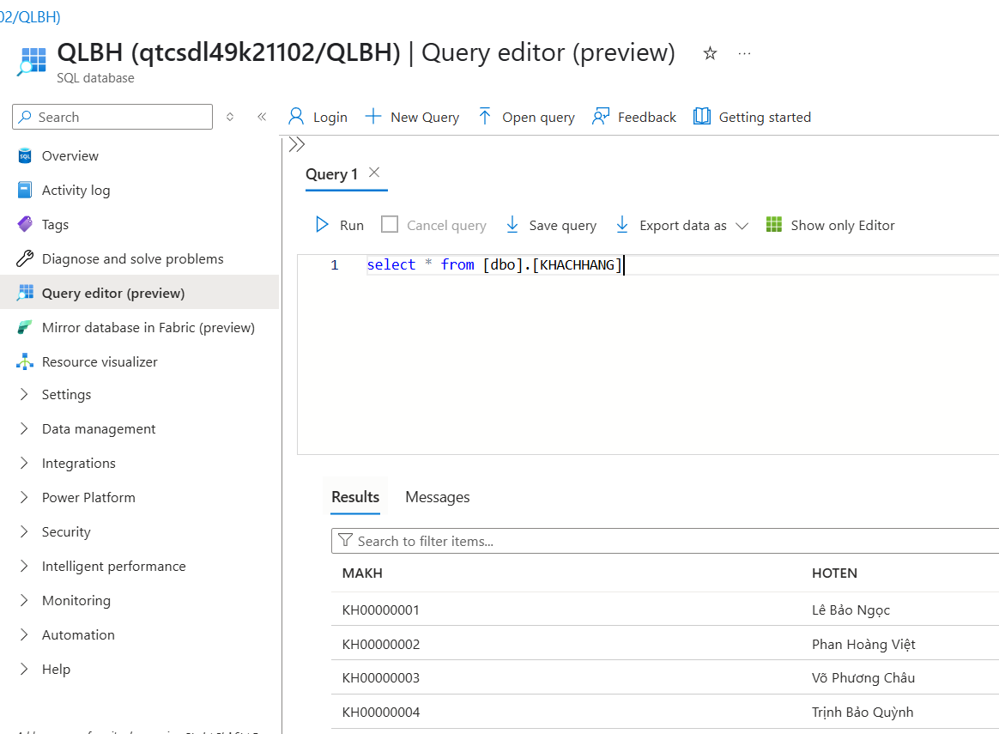 02/QLBH)
QLBH (qtcsdl49k21102/QLBH) | Query editor (preview)
SQL database
Search
Login
New Query
Open query
Feedback
Getting started
Overview
Activity log
Tags
Diagnose and solve problems
Query editor (preview)
Mirror database in Fabric (preview)
Resource visualizer
Settings
Data management
Integrations
Power Platform
Security
Intelligent performance
Monitoring
Automation
Help
Query 1
Run
Cancel query
Save query
Export data as
Show only Editor
1 select * from [dbo].[KHACHHANG]
Results
Messages
Search to filter items...
MAKH HOTEN
KH00000001 Lê Bảo Ngọc
KH00000002 Phan Hoàng Việt
KH00000003 Võ Phương Châu
KH00000004 Trịnh Bảo Quỳnh